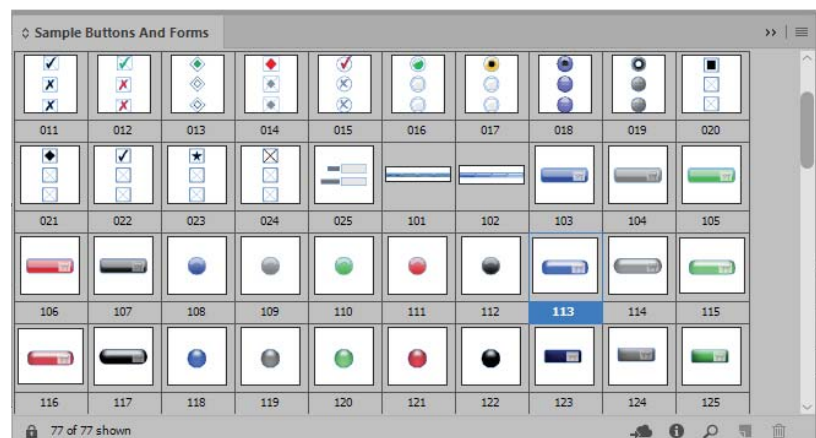 Sample Buttons And Forms
011 012 013 014 015 016 017 018 019 020
021 022 023 024 025 101 102 103 104 105
106 107 108 109 110 111 112 113 114 115
116 117 118 119 120 121 122 123 124 125
77 of 77 shown